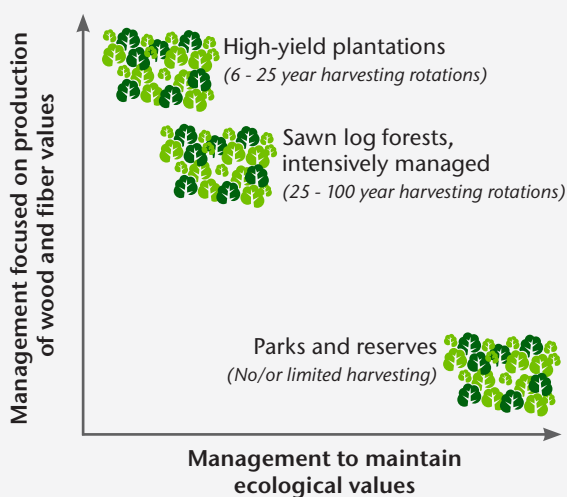 Management focused on production
of wood and fiber values
High-yield plantations
(6 - 25 year harvesting rotations)
Sawn log forests,
intensively managed
(25 - 100 year harvesting rotations)
Parks and reserves
(No/or limited harvesting)
Management to maintain
ecological values